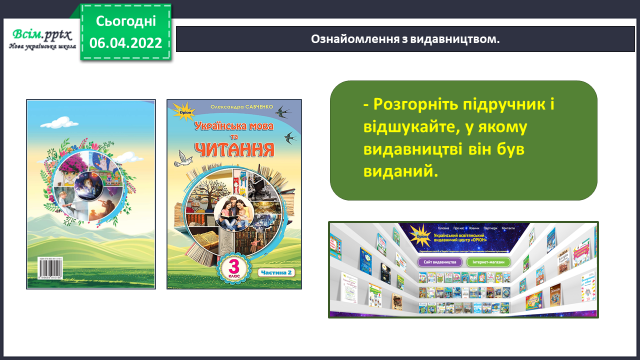 Всім.pptx
Нова українська школа
Сьогодні
06.04.2022
Ознайомлення з видавництвом.
Оріон
Олександра САВЧЕНКО
Українська мова
та
ЧИТАННЯ
3
КЛАС
Частина 2
- Розгорніть підручник і
відшукайте, у якому
видавництві він був
виданий.
Український освітянський
видавничий центр «ОРІОН»
Сайт видавництва
Інтернет-магазин